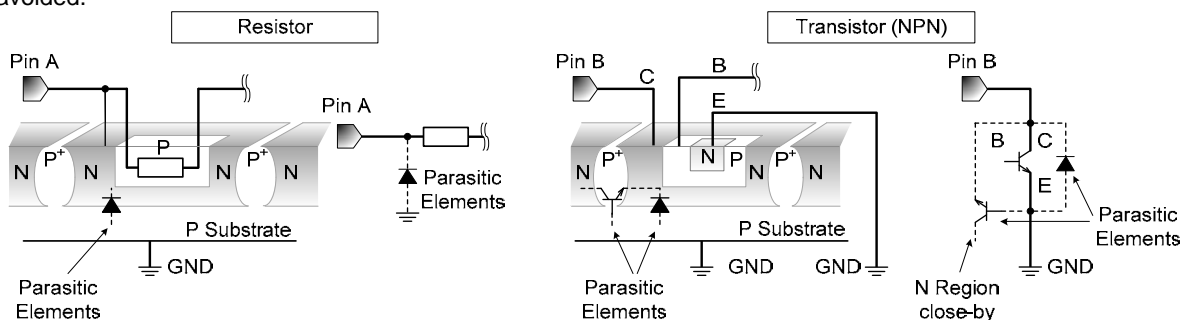 avoided.
Resistor
Transistor (NPN)
Pin A
Pin A
Pin B
C
B
E
Pin B
N
P+
N
P
N
P+
N
Parasitic
Elements
P Substrate
GND
Parasitic
Elements
N
P+
N
N
P
N
P+
N
P Substrate
GND
GND
Parasitic
Elements
B
C
E
Parasitic
Elements
GND
N Region
close-by